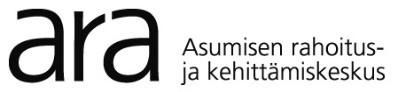 ara
Asumisen rahoitus-
ja kehittämiskeskus